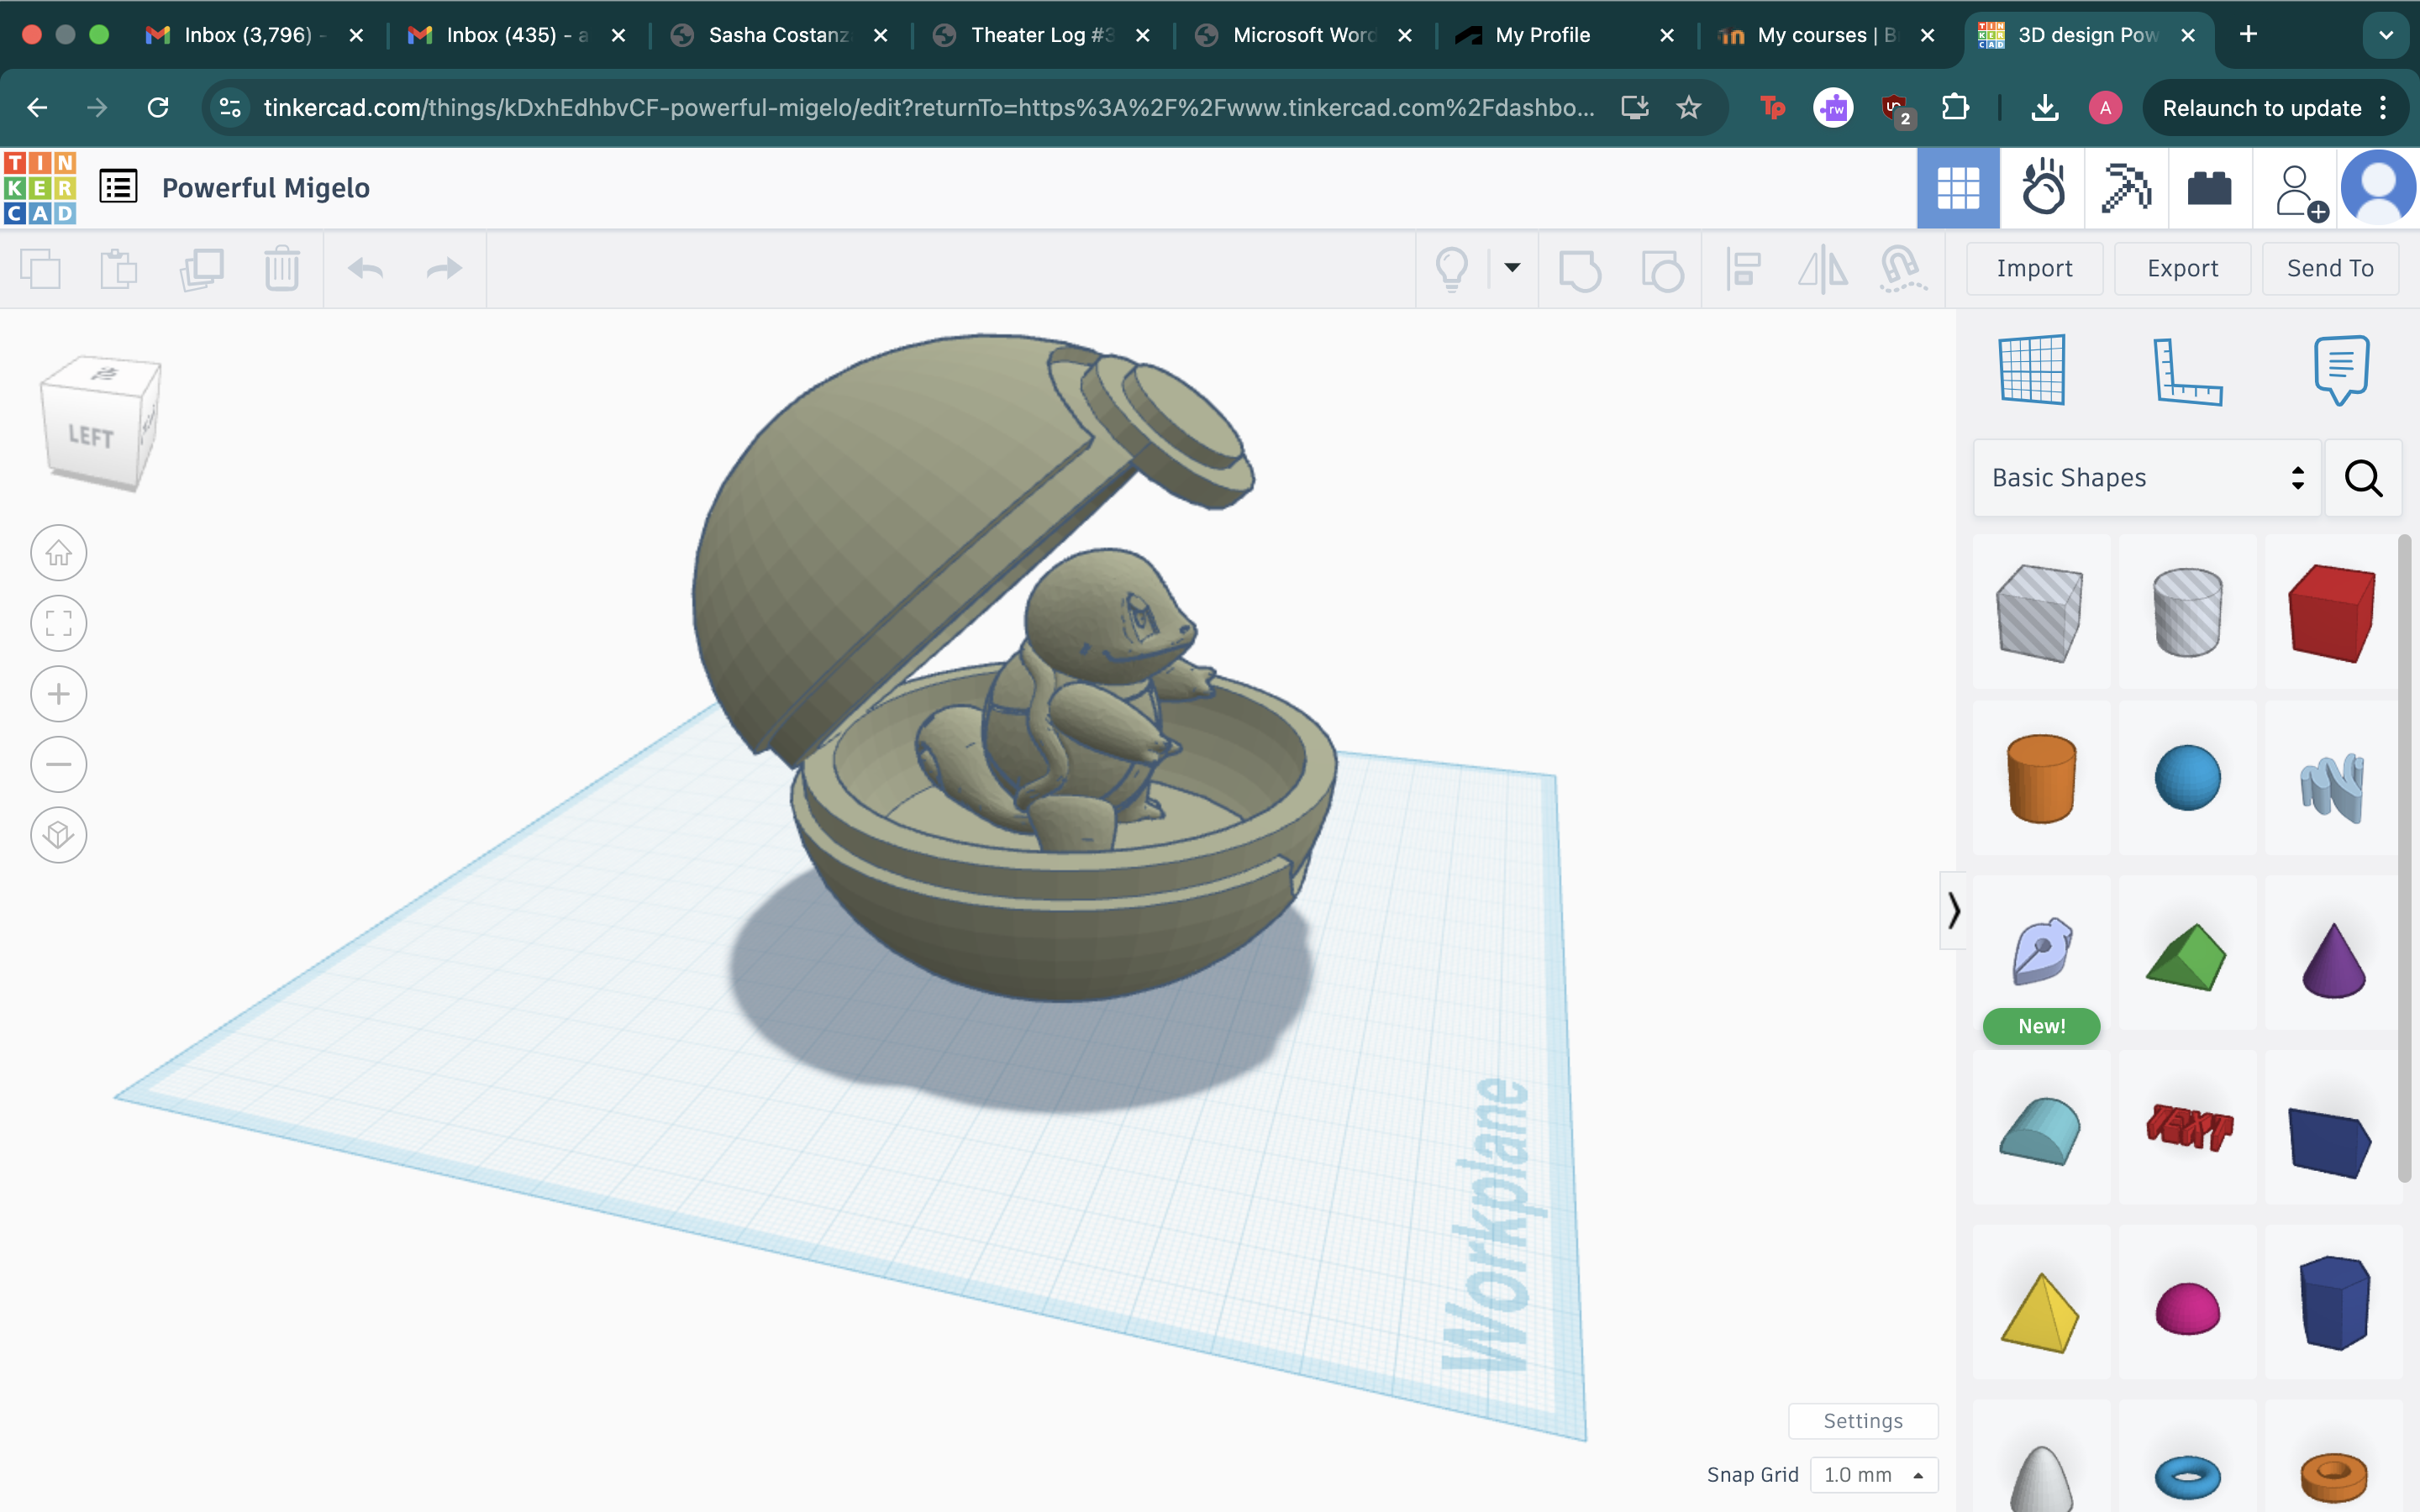 Inbox (3,796) -
Inbox (435) - a
Sasha Costanz
Theater Log #3
Microsoft Word
My Profile
My courses | B
3D design Pow
tinkercad.com/things/kDxhEdhbvCF-powerful-migelo/edit?returnTo=https%3A%2F%2Fwww.tinkercad.com%2Fdashbo...
Tp
rw
2
A
Relaunch to update
TIN
KER
CAD
Powerful Migelo
Import
Export
Send To
LEFT
Basic Shapes
New!
TEXT
Workplane
Settings
Snap Grid
1.0 mm